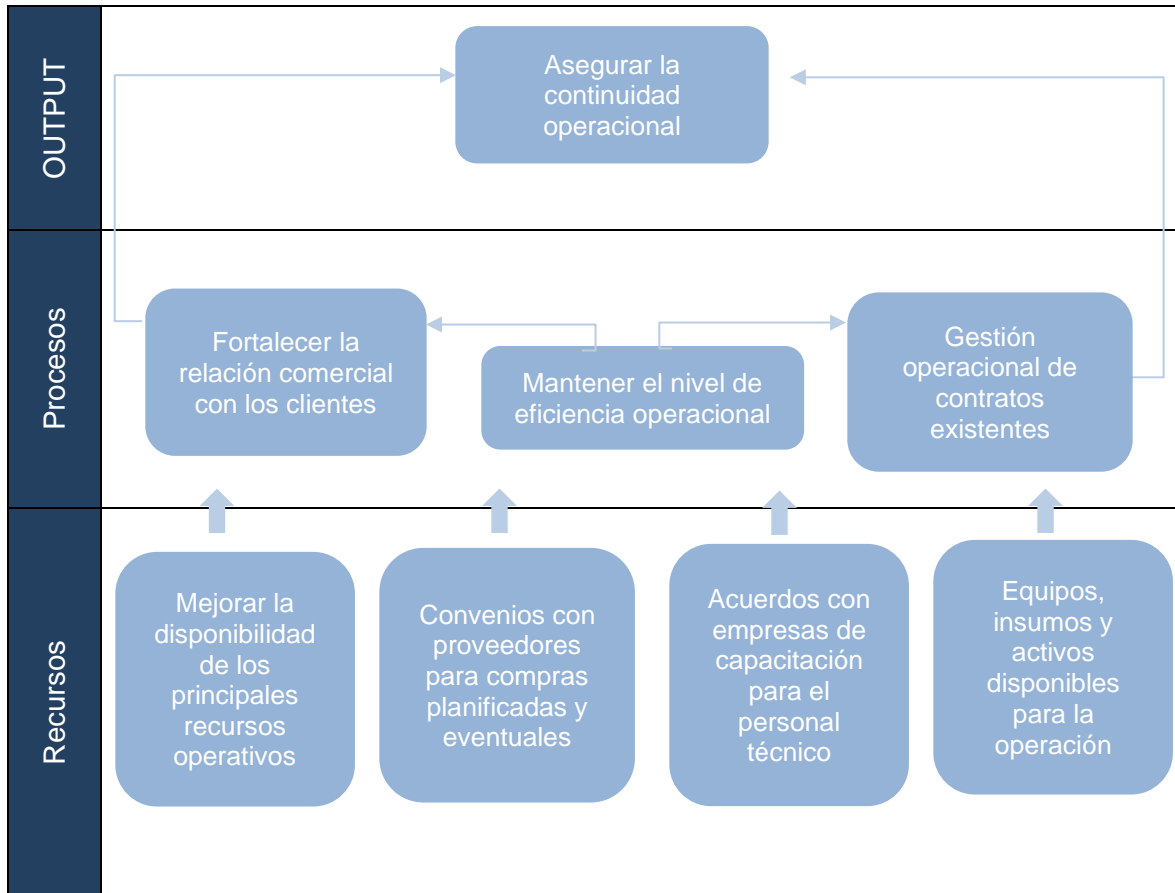 OUTPUT
Asegurar la
continuidad
operacional
Procesos
Fortalecer la
relación comercial
con los clientes
Mantener el nivel de
eficiencia operacional
Gestión
operacional de
contratos
existentes
Recursos
Mejorar la
disponibilidad
de los
principales
recursos
operativos
Convenios con
proveedores
para compras
planificadas y
eventuales
Acuerdos con
empresas de
capacitación
para el
personal
técnico
Equipos,
insumos y
activos
disponibles
para la
operación